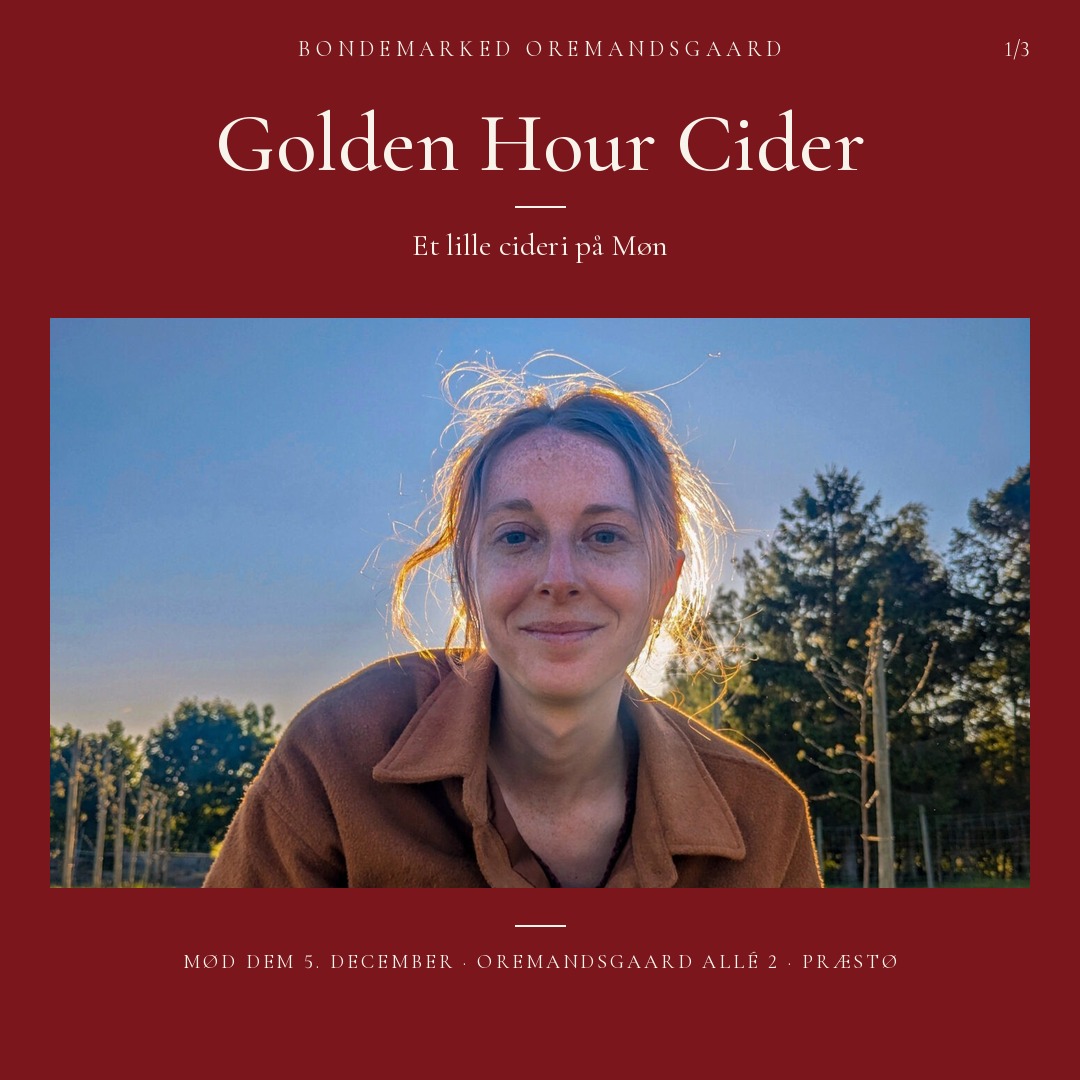 BONDEMARKED OREMANDSGAARD
1/3
Golden Hour Cider
Et lille cideri på Møn
MØD DEM 5. DECEMBER · OREMANDSGAARD ALLÉ 2 · PRÆSTØ